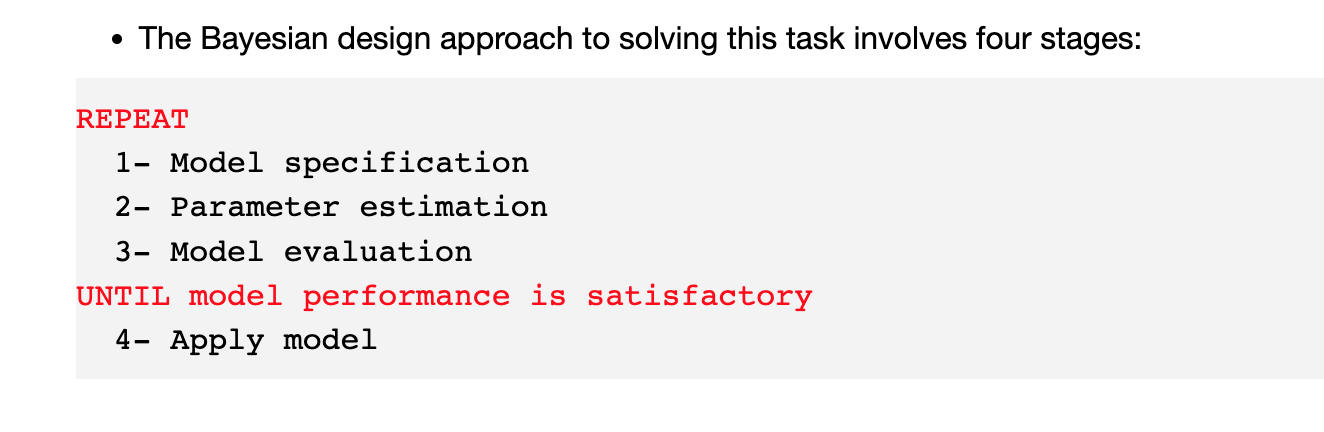 • The Bayesian design approach to solving this task involves four stages:
REPEAT
1- Model specification
2- Parameter estimation
3- Model evaluation
UNTIL model performance is satisfactory
4- Apply model